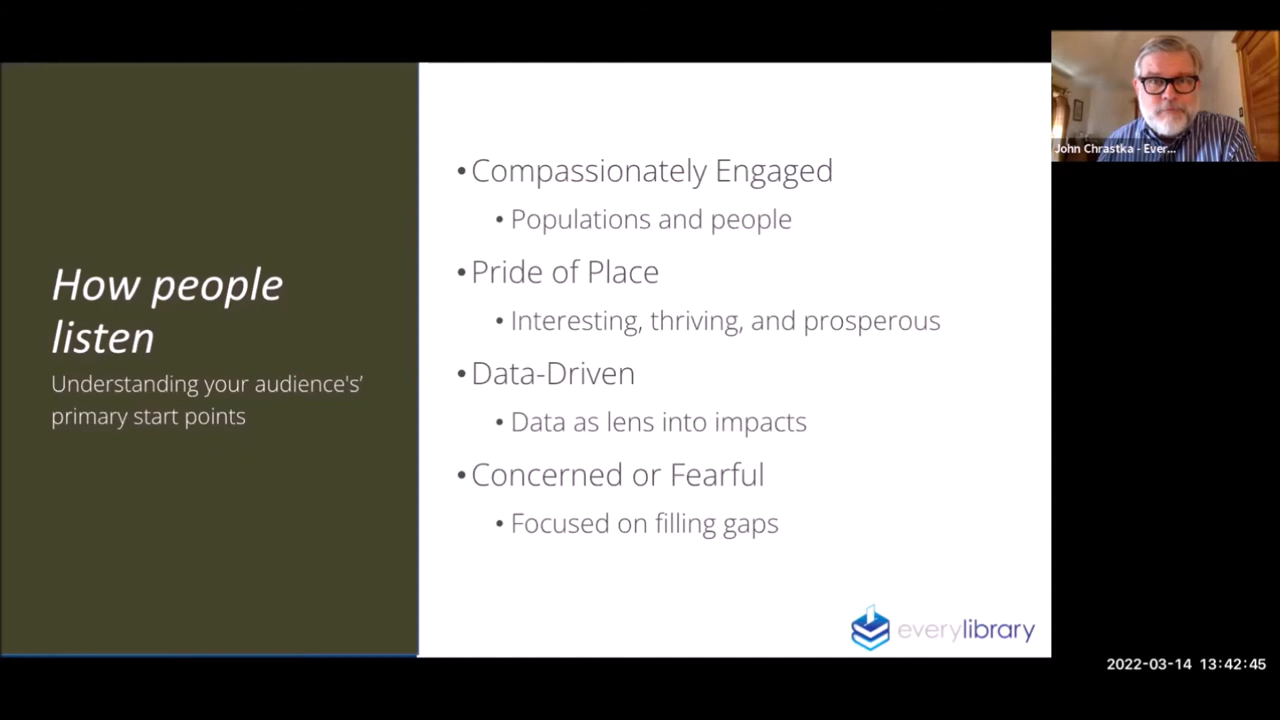 How people
listen
Understanding your audience's’
primary start points
•Compassionately Engaged
•Populations and people
•Pride of Place
•Interesting, thriving, and prosperous
•Data-Driven
•Data as lens into impacts
•Concerned or Fearful
•Focused on filling gaps
everylibrary
John Chrastka - Ever...
2022-03-14 13:42:45